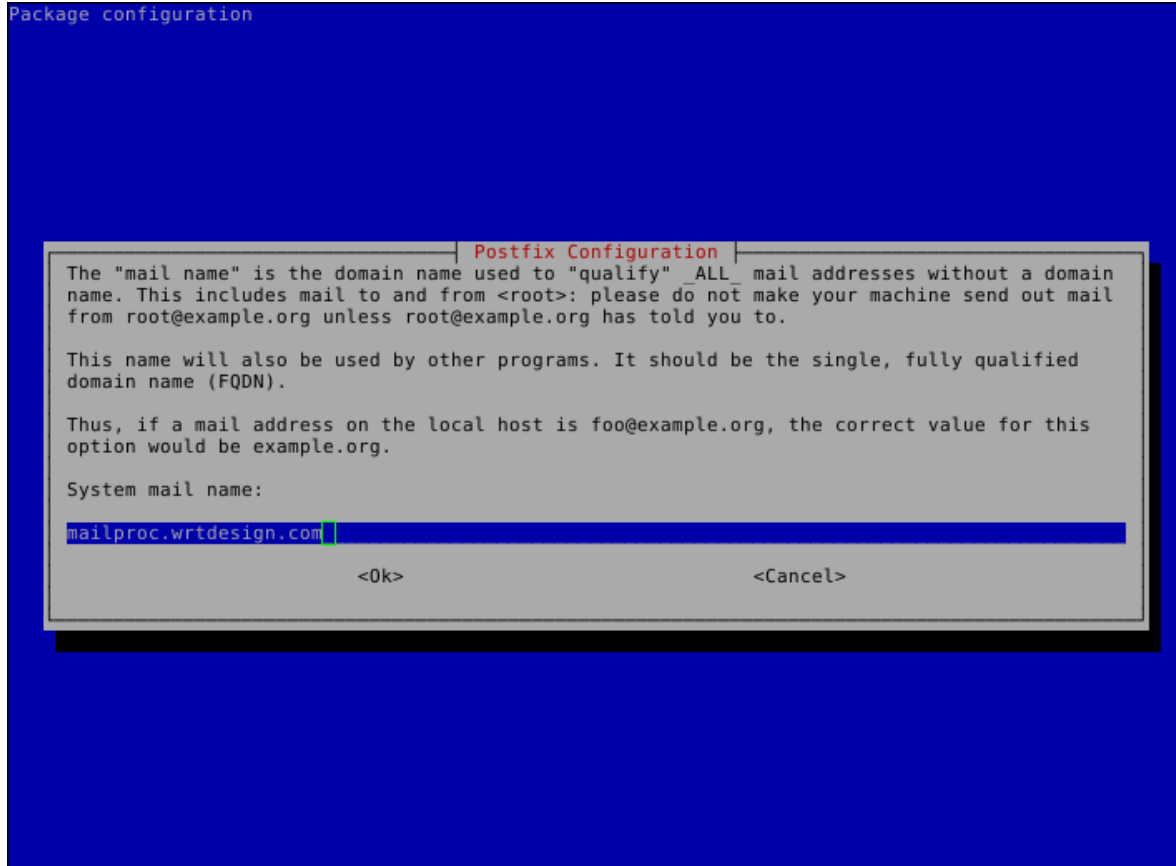 Package configuration
Postfix Configuration
The "mail name" is the domain name used to "qualify" _ALL_ mail addresses without a domain
name. This includes mail to and from <root>: please do not make your machine send out mail
from root@example.org unless root@example.org has told you to.
This name will also be used by other programs. It should be the single, fully qualified
domain name (FQDN).
Thus, if a mail address on the local host is foo@example.org, the correct value for this
option would be example.org.
System mail name:
mailproc.wrtdesign.com
<Ok> <Cancel>